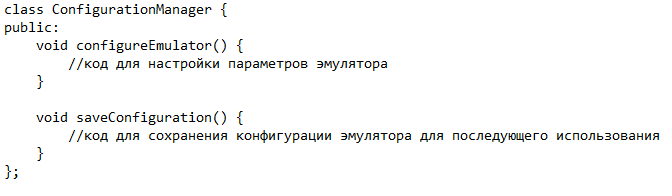 class ConfigurationManager {
public:
    void configureEmulator() {
        //код для настройки параметров эмулятора
    }

    void saveConfiguration() {
        //код для сохранения конфигурации эмулятора для последующего использования
    }
};